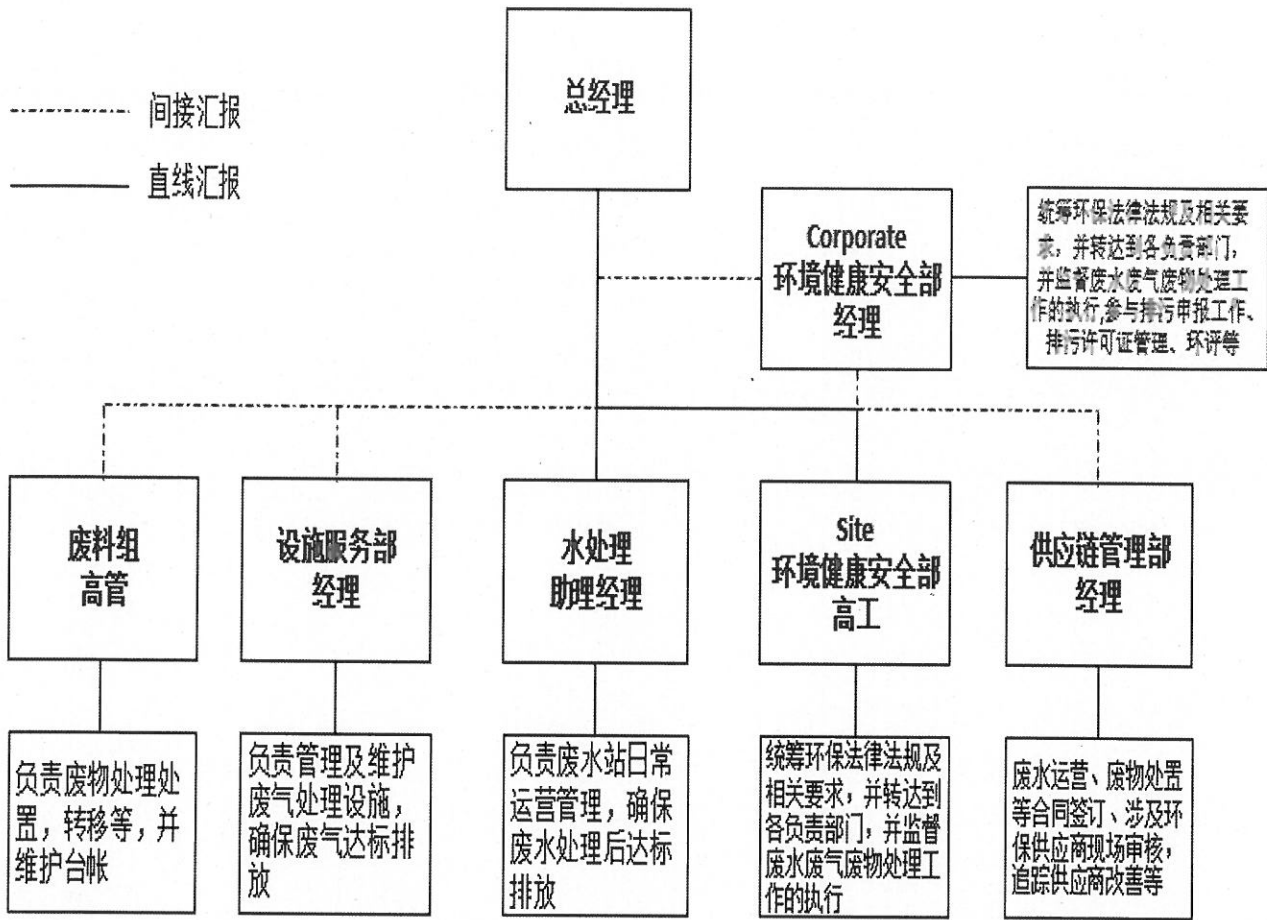 总经理
间接汇报
直线汇报
Corporate
环境健康安全部
经理
统筹环保法律法规及相关要
求，并转达到各负责部门，
并监督废水废气废物处理工
作的执行,参与排污申报工作、
排污许可证管理、环评等
废料组
高管
设施服务部
经理
水处理
助理经理
Site
环境健康安全部
高工
供应链管理部
经理
负责废物处理处
置，转移等，并
维护台帐
负责管理及维护
废气处理设施，
确保废气达标排
放
负责废水站日常
运营管理，确保
废水处理后达标
排放
统筹环保法律法规及
相关要求，并转达到
各负责部门，并监督
废水废气废物处理工
作的执行
废水运营、废物处置
等合同签订、涉及环
保供应商现场审核，
追踪供应商改善等